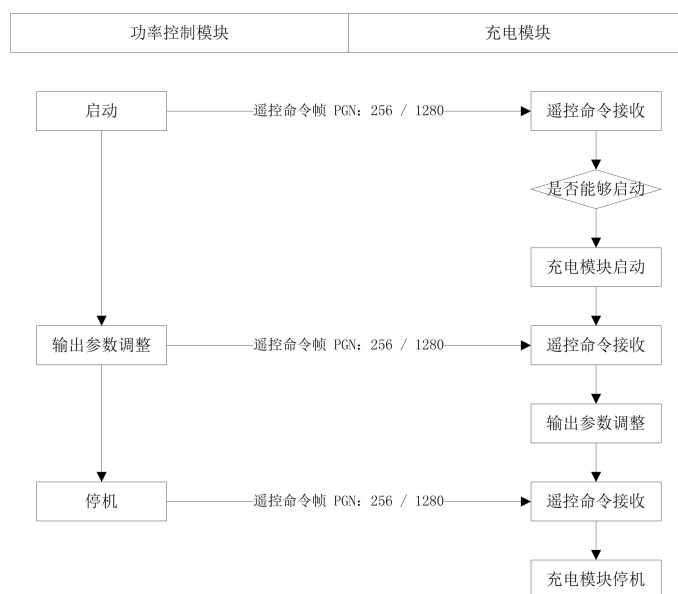 功率控制模块 充电模块
启动 遥控命令帧 PGN：256 / 1280 遥控命令接收
是否能够启动
充电模块启动
输出参数调整 遥控命令帧 PGN：256 / 1280 遥控命令接收
输出参数调整
停机 遥控命令帧 PGN：256 / 1280 遥控命令接收
充电模块停机